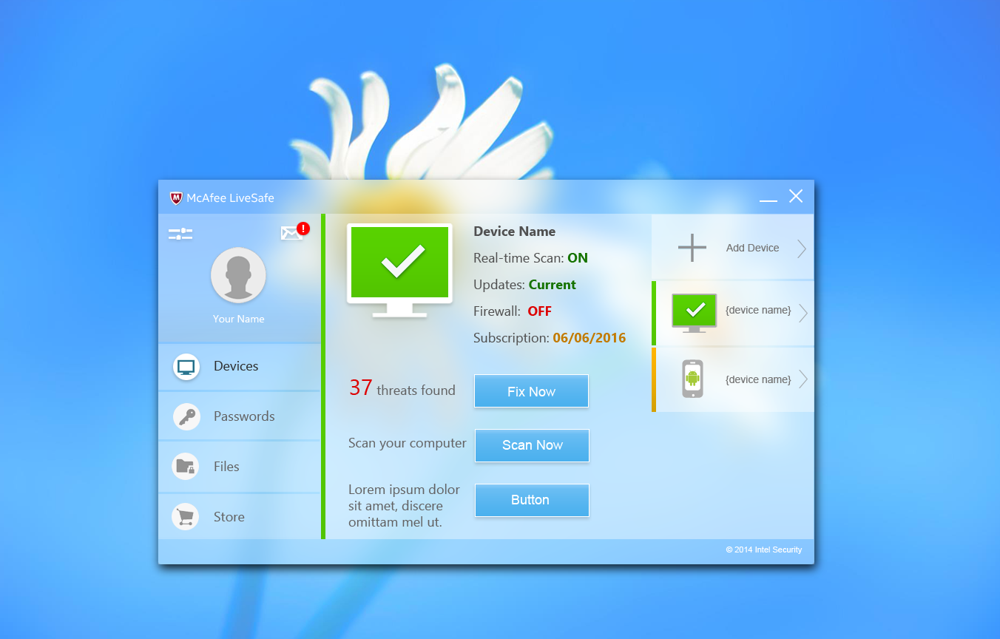 McAfee LiveSafe
!
Your Name
Devices
Passwords
Files
Store
Device Name
Real-time Scan: ON
Updates: Current
Firewall: OFF
Subscription: 06/06/2016
37 threats found
Fix Now
Scan your computer
Scan Now
Lorem ipsum dolor
sit amet, discere
omittam mel ut.
Button
Add Device
{device name}
{device name}
© 2014 Intel Security